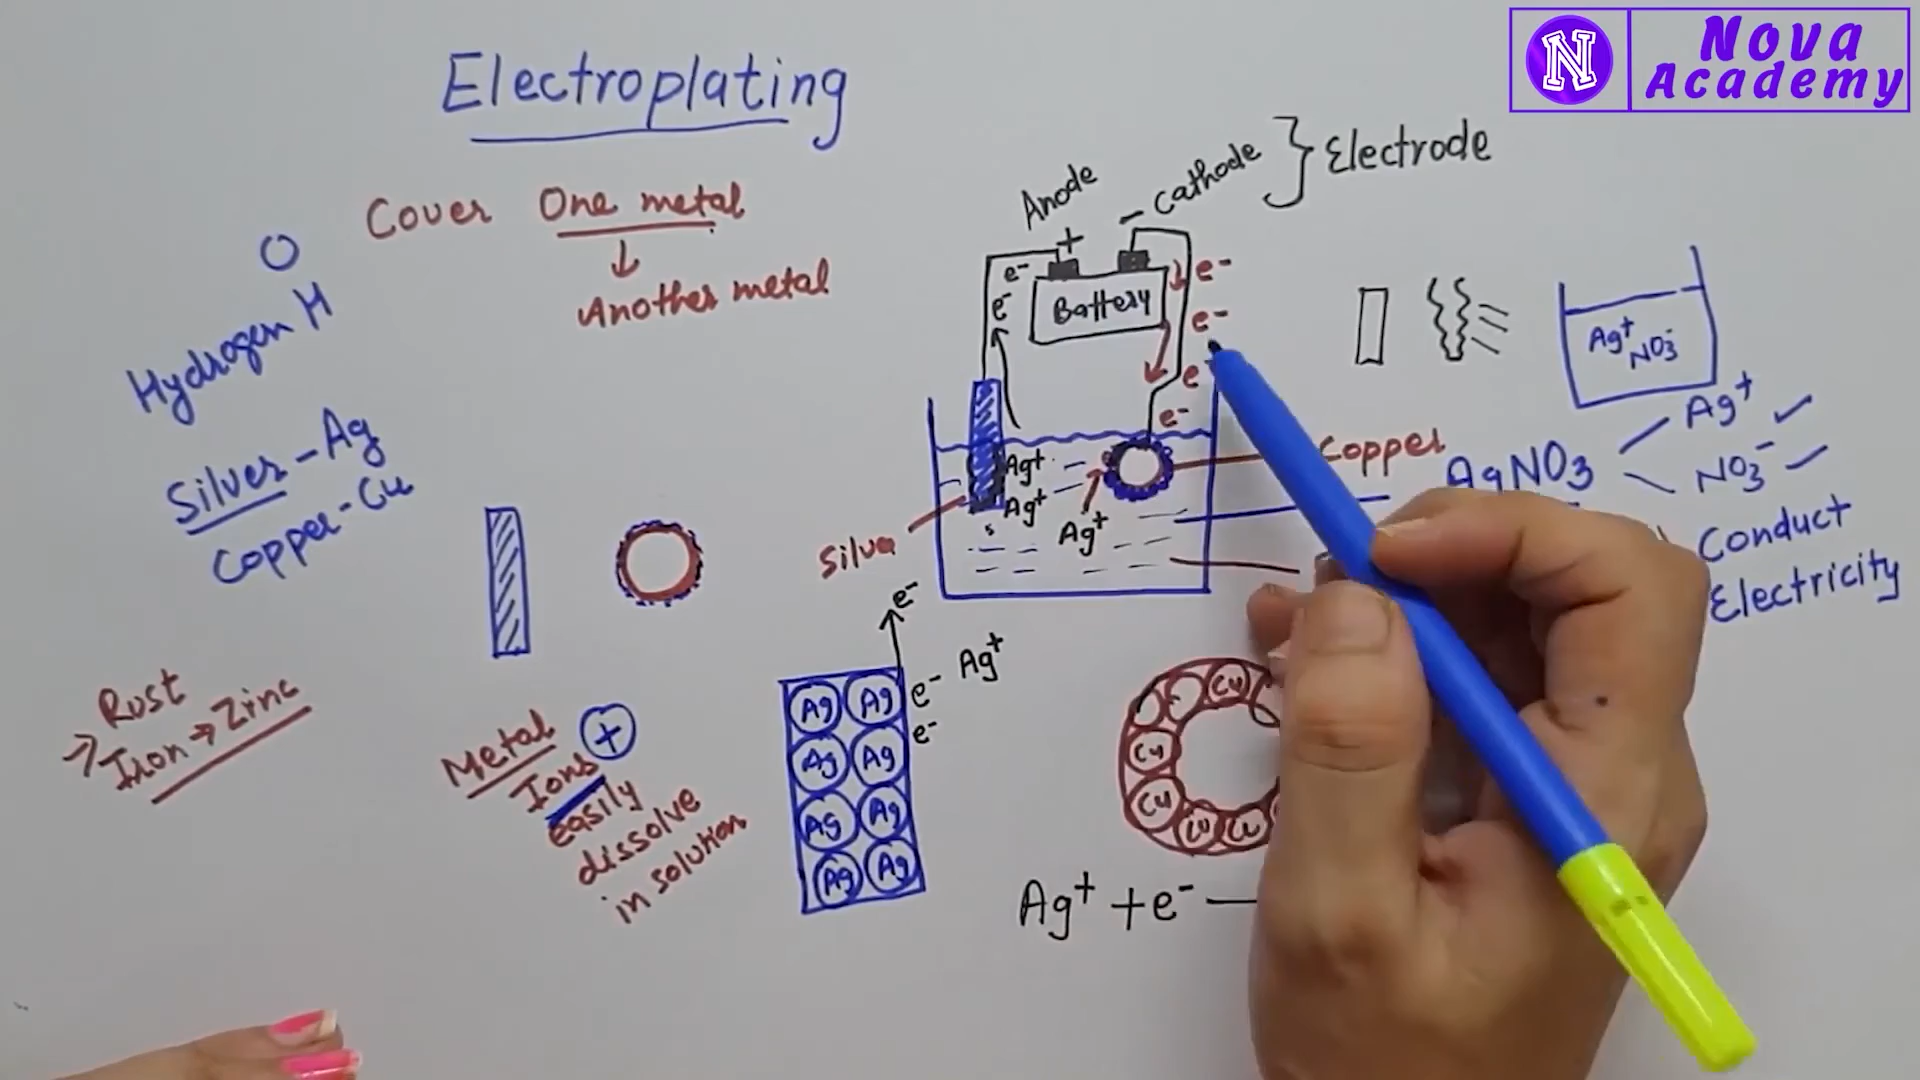 Electroplating
N
Nova
Academy
Cover One metal
Another metal
O
Hydrogen H
Silver - Ag
Copper - Cu
Anode
Cathode
Electrode
+
-
Battery
e-
e-
e-
e-
e
e-
Ag+
Ag+
Ag+
Copper
Silve
Ag+
NO3-
AgNO3
Ag+
NO3-
Conduct
Electricity
Rust
Iron → Zinc
Metal
Ions +
easily
dissolve
in solution
e-
e- Ag+
e-
Ag Ag
Ag Ag
Ag Ag
Ag Ag
Cu
Cu
Cu
Cu Cu
Ag+ + e-